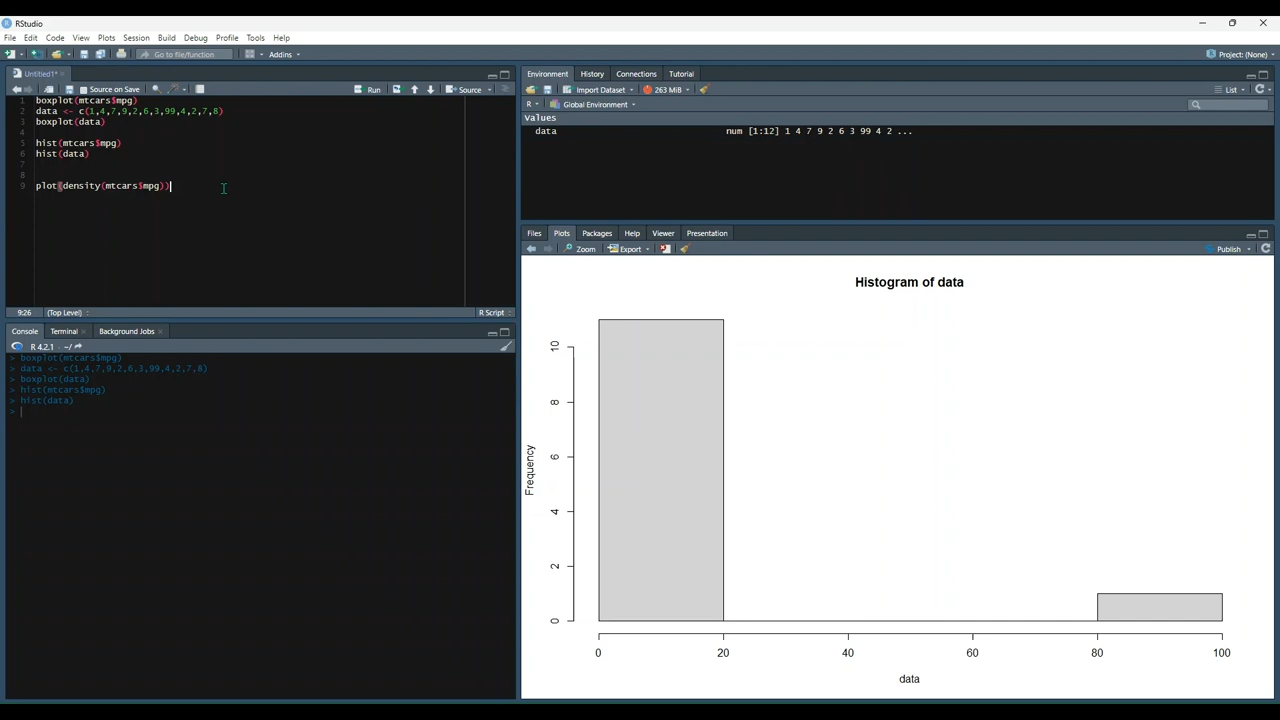 RStudio
File Edit Code View Plots Session Build Debug Profile Tools Help
Go to file/function Addins Project: (None)
Untitled1*
Source on Save Run Source
1 boxplot(mtcars$mpg)
2 data <- c(1,4,7,9,2,6,3,99,4,2,7,8)
3 boxplot(data)
4
5 hist(mtcars$mpg)
6 hist(data)
7
8
9 plot(density(mtcars$mpg))
9:26 (Top Level) R Script
Console Terminal Background Jobs
R 4.2.1 · ~/
> boxplot(mtcars$mpg)
> data <- c(1,4,7,9,2,6,3,99,4,2,7,8)
> boxplot(data)
> hist(mtcars$mpg)
> hist(data)
>
Environment History Connections Tutorial
Import Dataset 263 MiB List
R Global Environment
Values
data num [1:12] 1 4 7 9 2 6 3 99 4 2 ...
Files Plots Packages Help Viewer Presentation
Zoom Export Publish
Histogram of data
Frequency
10
8
6
4
2
0
0 20 40 60 80 100
data